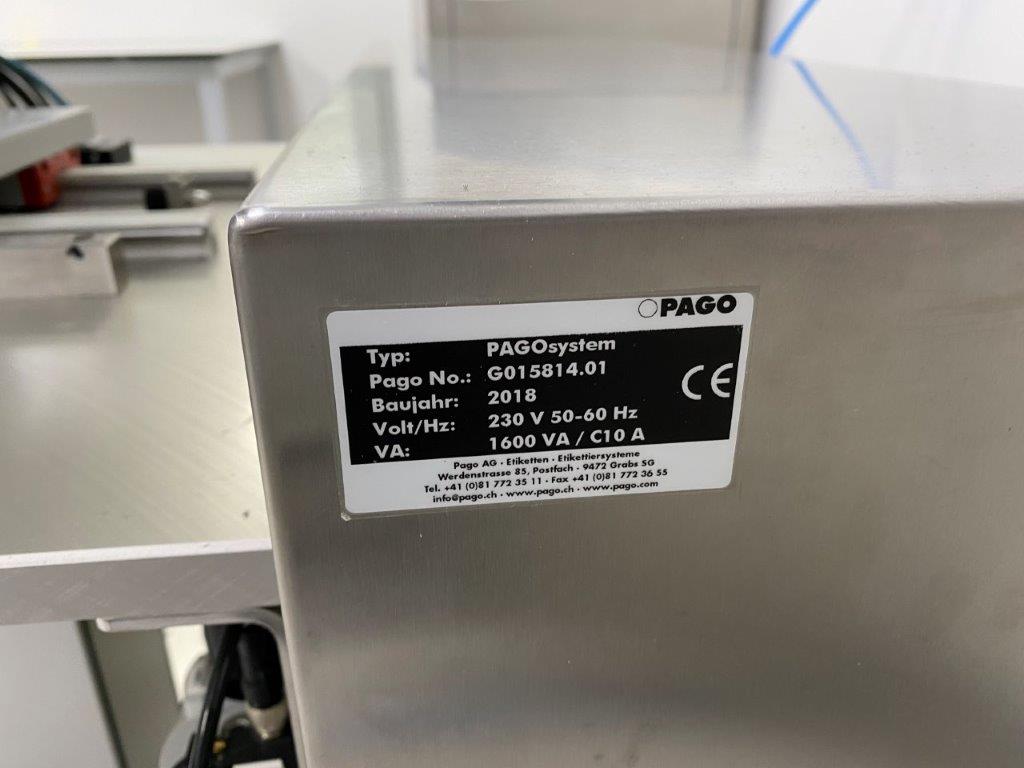 PAGO
Typ: PAGOsystem
Pago No.: G015814.01
Baujahr: 2018
Volt/Hz: 230 V 50-60 Hz
VA: 1600 VA / C10 A
CE
Pago AG · Etiketten · Etikettiersysteme
Werdenstrasse 85, Postfach · 9472 Grabs SG
Tel. +41 (0)81 772 35 11 · Fax +41 (0)81 772 36 55
info@pago.ch · www.pago.ch · www.pago.com